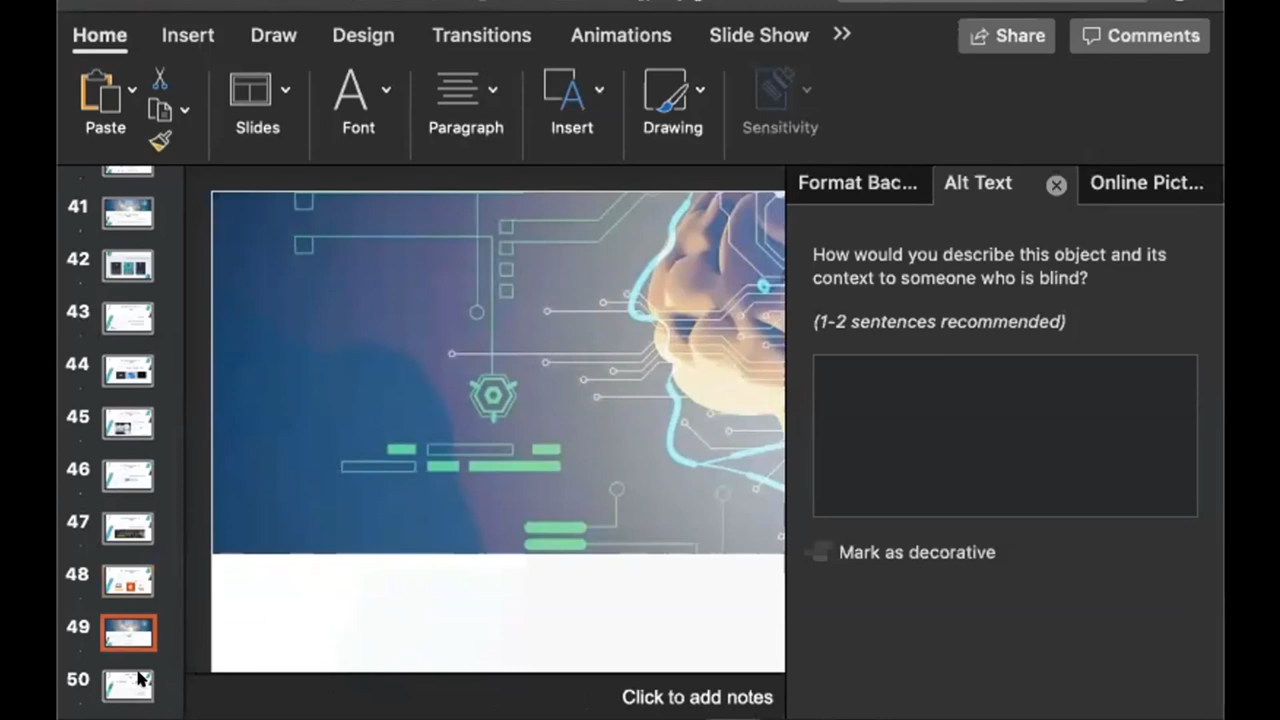 Home Insert Draw Design Transitions Animations Slide Show Share Comments
Paste Slides Font Paragraph Insert Drawing Sensitivity
Format Bac... Alt Text Online Pict...
How would you describe this object and its
context to someone who is blind?
(1-2 sentences recommended)
Mark as decorative
41
42
43
44
45
46
47
48
49
50
Click to add notes